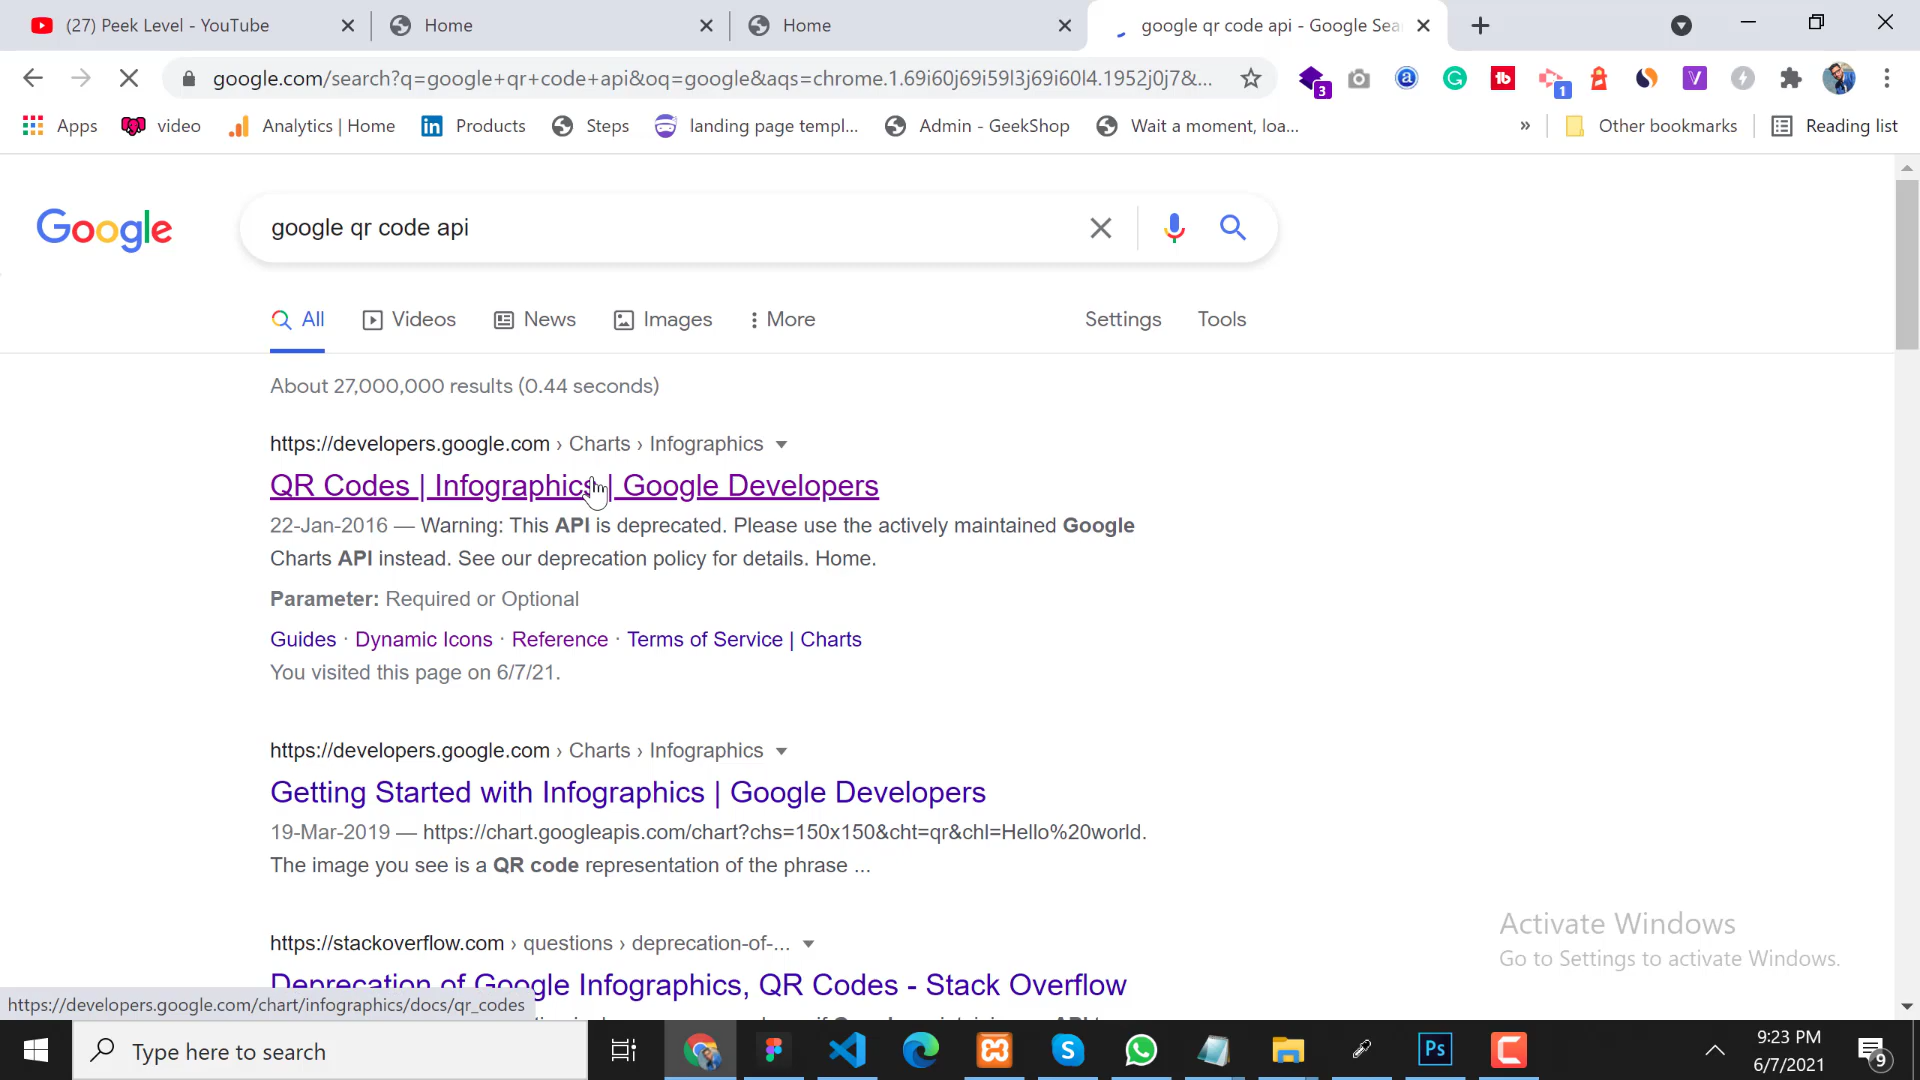 (27) Peek Level - YouTube
Home
Home
google qr code api - Google Sea
google.com/search?q=google+qr+code+api&oq=google&aqs=chrome.1.69i60j69i59l3j69i60l4.1952j0j7&...
3
1
Apps
video
Analytics | Home
Products
Steps
landing page templ...
Admin - GeekShop
Wait a moment, loa...
»
Other bookmarks
Reading list
Google
google qr code api
All
Videos
News
Images
More
Settings
Tools
About 27,000,000 results (0.44 seconds)
https://developers.google.com › Charts › Infographics
QR Codes | Infographics | Google Developers
22-Jan-2016 — Warning: This API is deprecated. Please use the actively maintained Google
Charts API instead. See our deprecation policy for details. Home.
Parameter: Required or Optional
Guides · Dynamic Icons · Reference · Terms of Service | Charts
You visited this page on 6/7/21.
https://developers.google.com › Charts › Infographics
Getting Started with Infographics | Google Developers
19-Mar-2019 — https://chart.googleapis.com/chart?chs=150x150&cht=qr&chl=Hello%20world.
The image you see is a QR code representation of the phrase ...
https://stackoverflow.com › questions › deprecation-of-...
Deprecation of Google Infographics, QR Codes - Stack Overflow
Activate Windows
Go to Settings to activate Windows.
https://developers.google.com/chart/infographics/docs/qr_codes
Type here to search
Ps
9:23 PM
6/7/2021
9